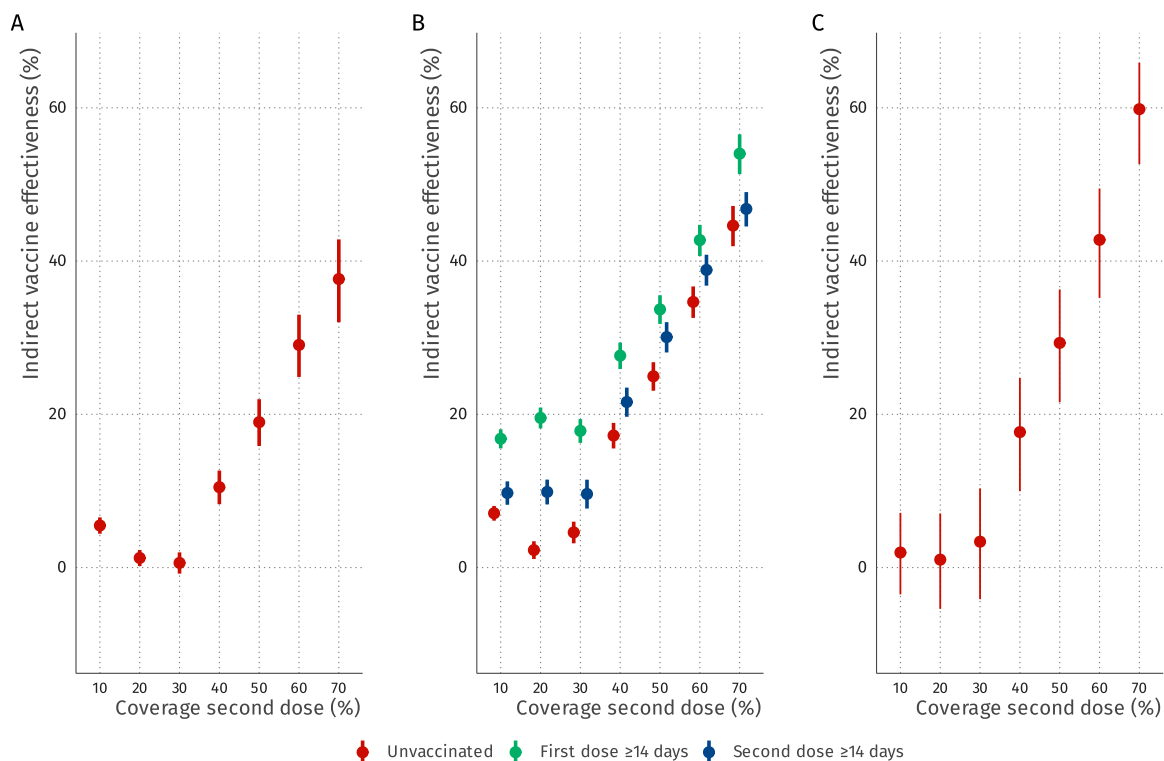 A
B
C
Indirect vaccine effectiveness (%)
60
40
20
0
10 20 30 40 50 60 70
Coverage second dose (%)
Indirect vaccine effectiveness (%)
60
40
20
0
10 20 30 40 50 60 70
Coverage second dose (%)
Indirect vaccine effectiveness (%)
60
40
20
0
10 20 30 40 50 60 70
Coverage second dose (%)
Unvaccinated First dose ≥14 days Second dose ≥14 days